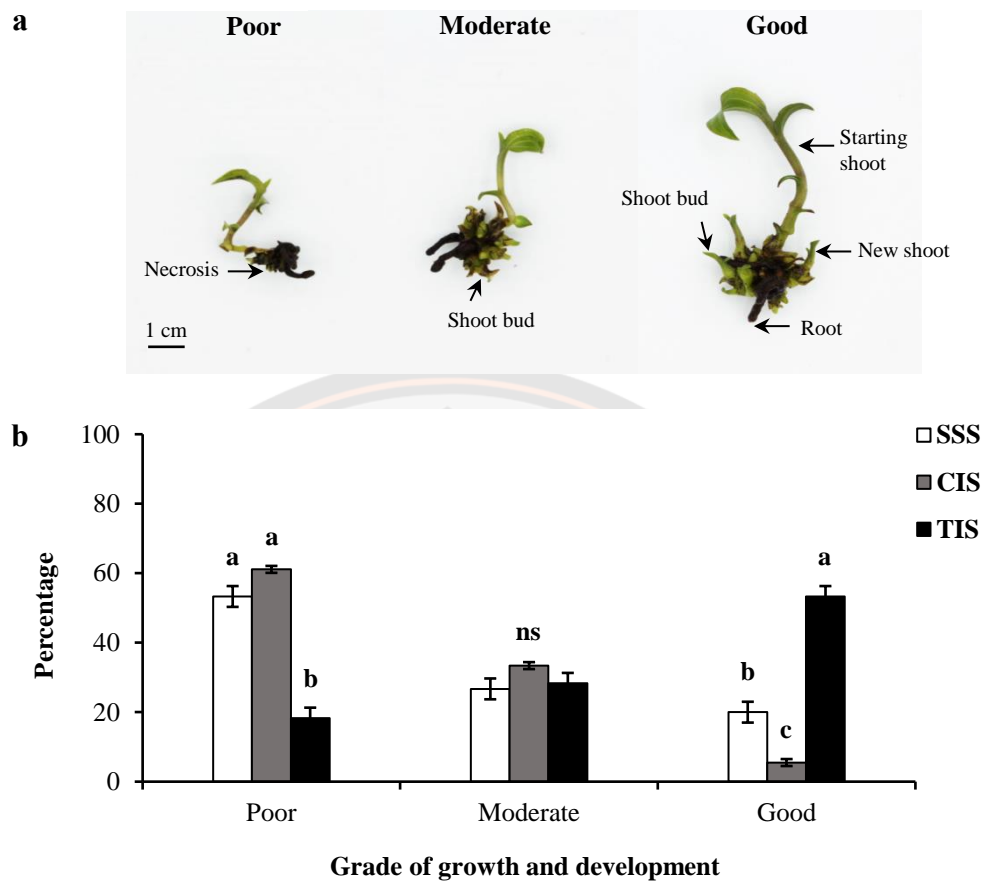 a
Poor
Moderate
Good
Starting
shoot
Shoot bud
New shoot
Necrosis
Shoot bud
Root
1 cm
b
SSS
CIS
TIS
100
80
60
40
20
0
Percentage
a
a
b
ns
b
c
a
Poor
Moderate
Good
Grade of growth and development